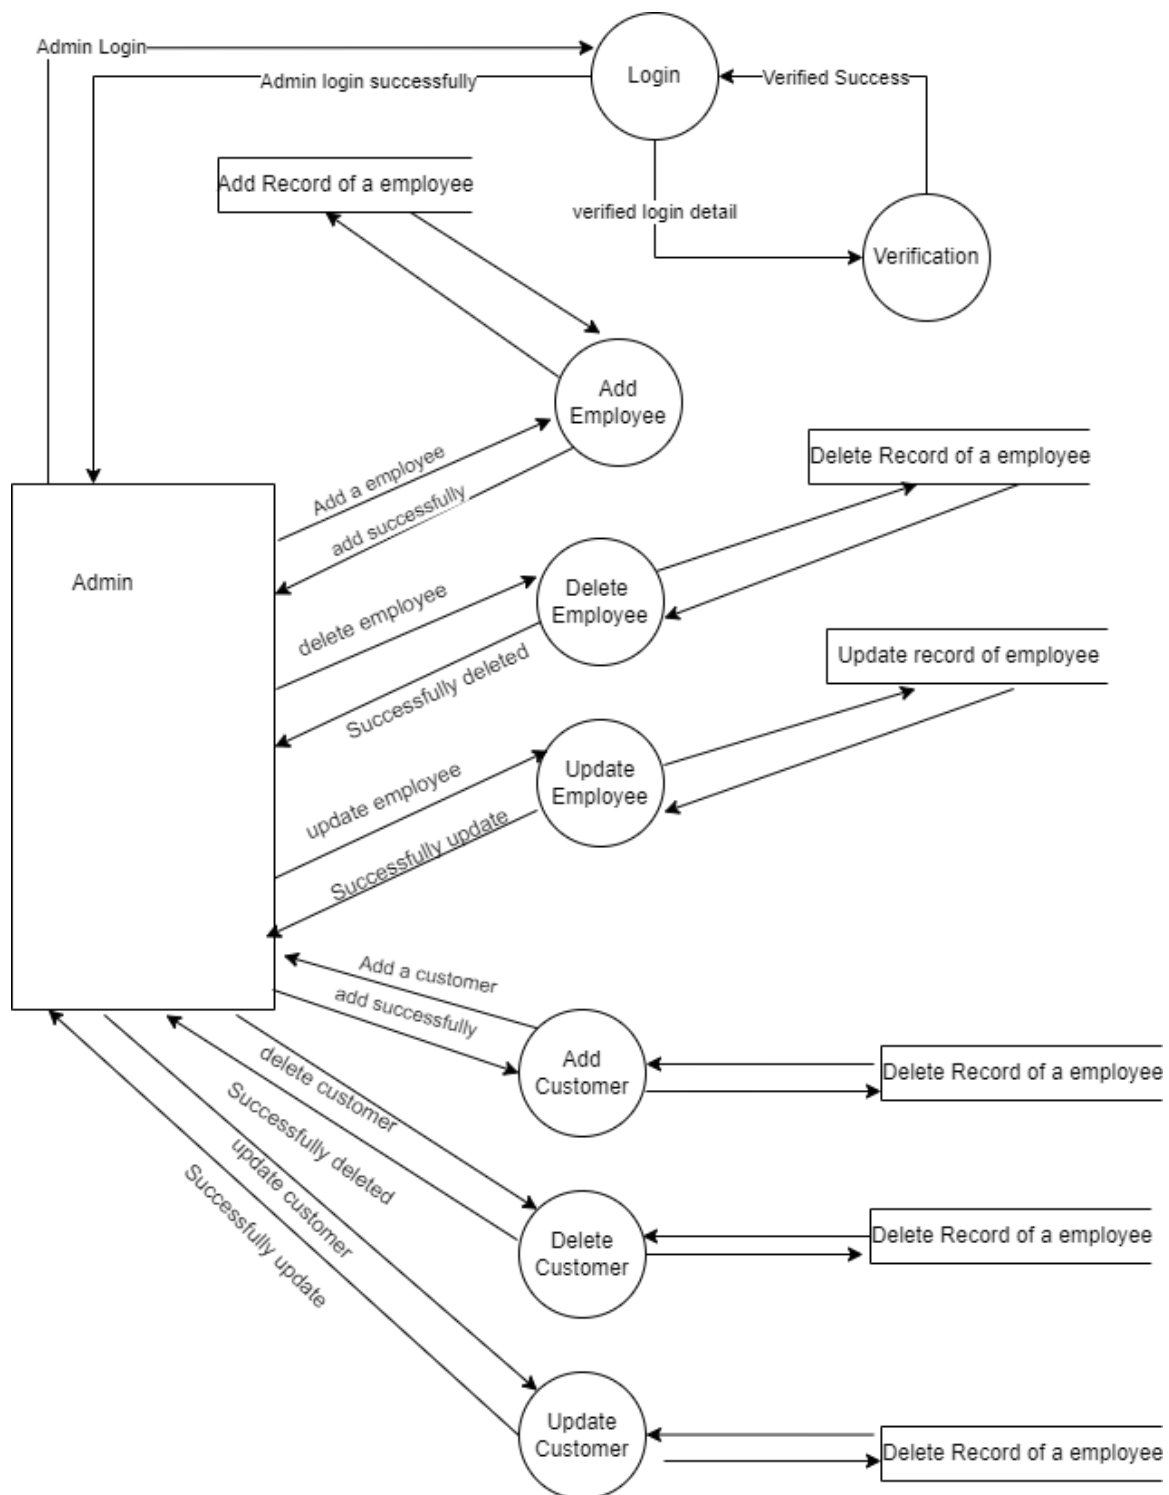 Admin Login
Admin login successfully
Login
Verified Success
Add Record of a employee
verified login detail
Verification
Add
Employee
Add a employee
add successfully
Delete Record of a employee
Admin
delete employee
Delete
Employee
Successfully deleted
Update record of employee
update employee
Update
Employee
Successfully update
Add a customer
add successfully
Add
Customer
Delete Record of a employee
delete customer
Successfully deleted
update customer
Successfully update
Delete
Customer
Delete Record of a employee
Update
Customer
Delete Record of a employee